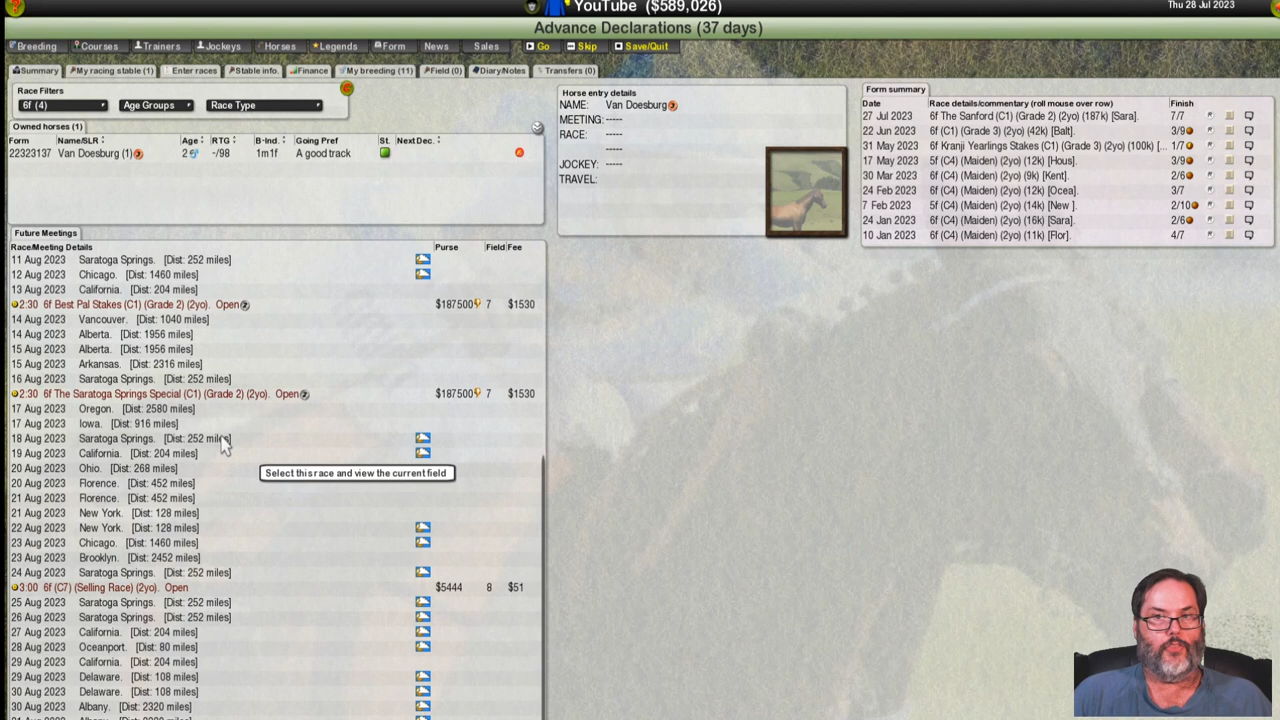 YouTube ($589,026)
Thu 28 Jul 2023
Advance Declarations (37 days)
Breeding Courses Trainers Jockeys Horses Legends Form News Sales Go Skip Save/Quit
Summary My racing stable (1) Enter races Stable info. Finance My breeding (11) Field (0) Diary/Notes Transfers (0)
Race Filters
6f (4) Age Groups Race Type
Owned horses (1)
Form Name/SLR Age RTG B-Ind. Going Pref St. Next Dec.
22323137 Van Doesburg (1) 2 -/98 1m1f A good track
Horse entry details
NAME: Van Doesburg
MEETING: -----
RACE: -----
-----
JOCKEY: -----
TRAVEL:
Form summary
Date Race details/commentary (roll mouse over row) Finish
27 Jul 2023 6f The Sanford (C1) (Grade 2) (2yo) (187k) [Sara]. 7/7
22 Jun 2023 6f (C1) (Grade 3) (2yo) (42k) [Balt]. 3/9
31 May 2023 6f Kranji Yearlings Stakes (C1) (Grade 3) (2yo) (100k) [... 1/7
17 May 2023 5f (C4) (Maiden) (2yo) (12k) [Hous]. 3/9
30 Mar 2023 6f (C4) (Maiden) (2yo) (9k) [Kent]. 2/6
24 Feb 2023 6f (C4) (Maiden) (2yo) (12k) [Ocea]. 3/7
7 Feb 2023 5f (C4) (Maiden) (2yo) (14k) [New ]. 2/10
24 Jan 2023 6f (C4) (Maiden) (2yo) (16k) [Sara]. 2/6
10 Jan 2023 6f (C4) (Maiden) (2yo) (11k) [Flor]. 4/7
Future Meetings
Race/Meeting Details Purse Field Fee
11 Aug 2023 Saratoga Springs. [Dist: 252 miles]
12 Aug 2023 Chicago. [Dist: 1460 miles]
13 Aug 2023 California. [Dist: 204 miles]
2:30 6f Best Pal Stakes (C1) (Grade 2) (2yo). Open $187500 7 $1530
14 Aug 2023 Vancouver. [Dist: 1040 miles]
14 Aug 2023 Alberta. [Dist: 1956 miles]
15 Aug 2023 Alberta. [Dist: 1956 miles]
15 Aug 2023 Arkansas. [Dist: 2316 miles]
16 Aug 2023 Saratoga Springs. [Dist: 252 miles]
2:30 6f The Saratoga Springs Special (C1) (Grade 2) (2yo). Open $187500 7 $1530
17 Aug 2023 Oregon. [Dist: 2580 miles]
17 Aug 2023 Iowa. [Dist: 916 miles]
18 Aug 2023 Saratoga Springs. [Dist: 252 miles]
19 Aug 2023 California. [Dist: 204 miles]
20 Aug 2023 Ohio. [Dist: 268 miles]
Select this race and view the current field
20 Aug 2023 Florence. [Dist: 452 miles]
21 Aug 2023 Florence. [Dist: 452 miles]
21 Aug 2023 New York. [Dist: 128 miles]
22 Aug 2023 New York. [Dist: 128 miles]
23 Aug 2023 Chicago. [Dist: 1460 miles]
23 Aug 2023 Brooklyn. [Dist: 2452 miles]
24 Aug 2023 Saratoga Springs. [Dist: 252 miles]
3:00 6f (C7) (Selling Race) (2yo). Open $5444 8 $51
25 Aug 2023 Saratoga Springs. [Dist: 252 miles]
26 Aug 2023 Saratoga Springs. [Dist: 252 miles]
27 Aug 2023 California. [Dist: 204 miles]
28 Aug 2023 Oceanport. [Dist: 80 miles]
29 Aug 2023 California. [Dist: 204 miles]
29 Aug 2023 Delaware. [Dist: 108 miles]
30 Aug 2023 Delaware. [Dist: 108 miles]
30 Aug 2023 Albany. [Dist: 2320 miles]